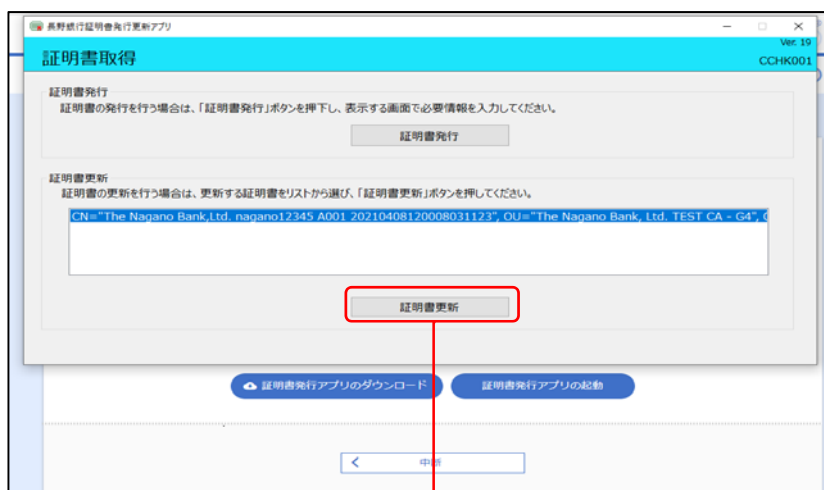 長野銀行証明書発行更新アプリ
Ver. 19
証明書取得
CCHK001
証明書発行
証明書の発行を行う場合は、「証明書発行」ボタンを押下し、表示する画面で必要情報を入力してください。
証明書発行
証明書更新
証明書の更新を行う場合は、更新する証明書をリストから選び、「証明書更新」ボタンを押してください。
CN="The Nagano Bank,Ltd. nagano12345 A001 20210408120008031123", OU="The Nagano Bank, Ltd. TEST CA - G4", 
証明書更新
証明書発行アプリのダウンロード
証明書発行アプリの起動
中断